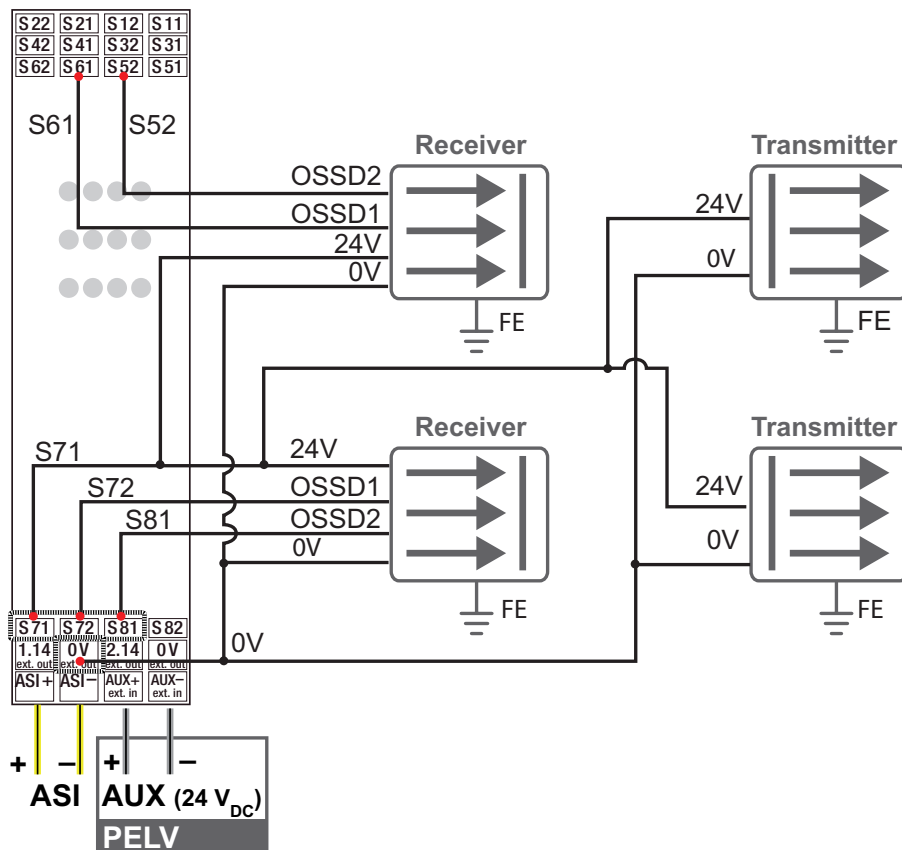 S22 S21 S12 S11
S42 S41 S32 S31
S62 S61 S52 S51
S61 S52
Receiver
OSSD2
OSSD1
24V
0V
FE
Transmitter
24V
0V
FE
S71
S72
S81
Receiver
24V
OSSD1
OSSD2
0V
FE
Transmitter
24V
0V
FE
S71 S72 S81 S82
1.14 0V 2.14 0V
ext. out ext. out ext. out ext. out
0V
ASI+ ASI− AUX+ AUX−
ext. in ext. in
+ − + −
ASI AUX (24 VDC)
PELV